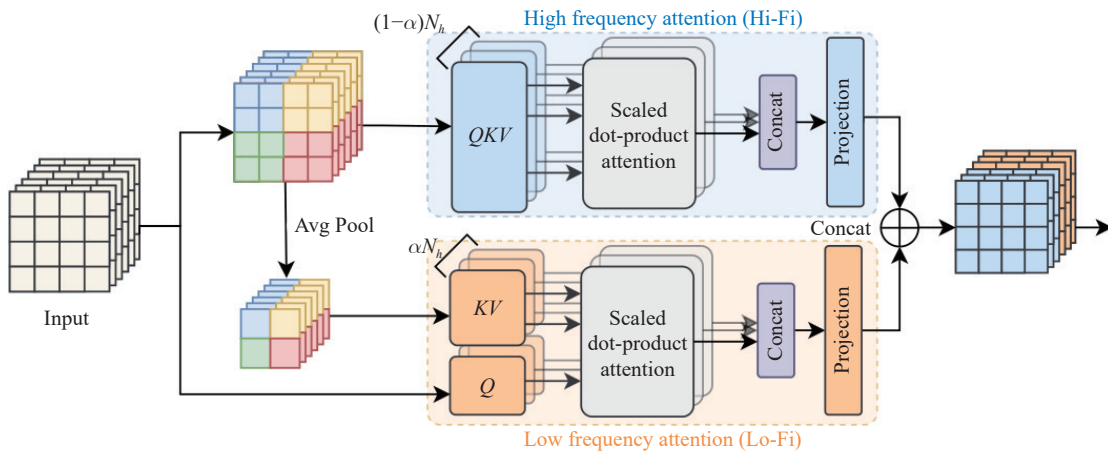 (1−α)N_h
High frequency attention (Hi-Fi)
QKV
Scaled
dot-product
attention
Concat
Projection
Input
Avg Pool
Concat
αN_h
KV
Q
Scaled
dot-product
attention
Concat
Projection
Low frequency attention (Lo-Fi)